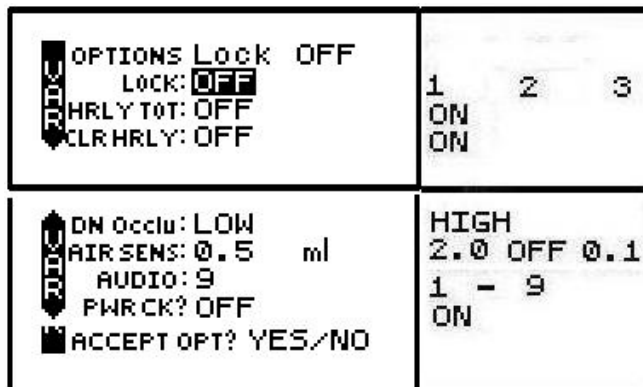 OPTIONS Lock OFF
LOCK: OFF
HRLY TOT: OFF
CLR HRLY: OFF
VAR
1 2 3
ON
ON
DN Occlu: LOW
AIR SENS: 0.5 ml
AUDIO: 9
PWR CK? OFF
ACCEPT OPT? YES/NO
VAR
HIGH
2.0 OFF 0.1
1 - 9
ON